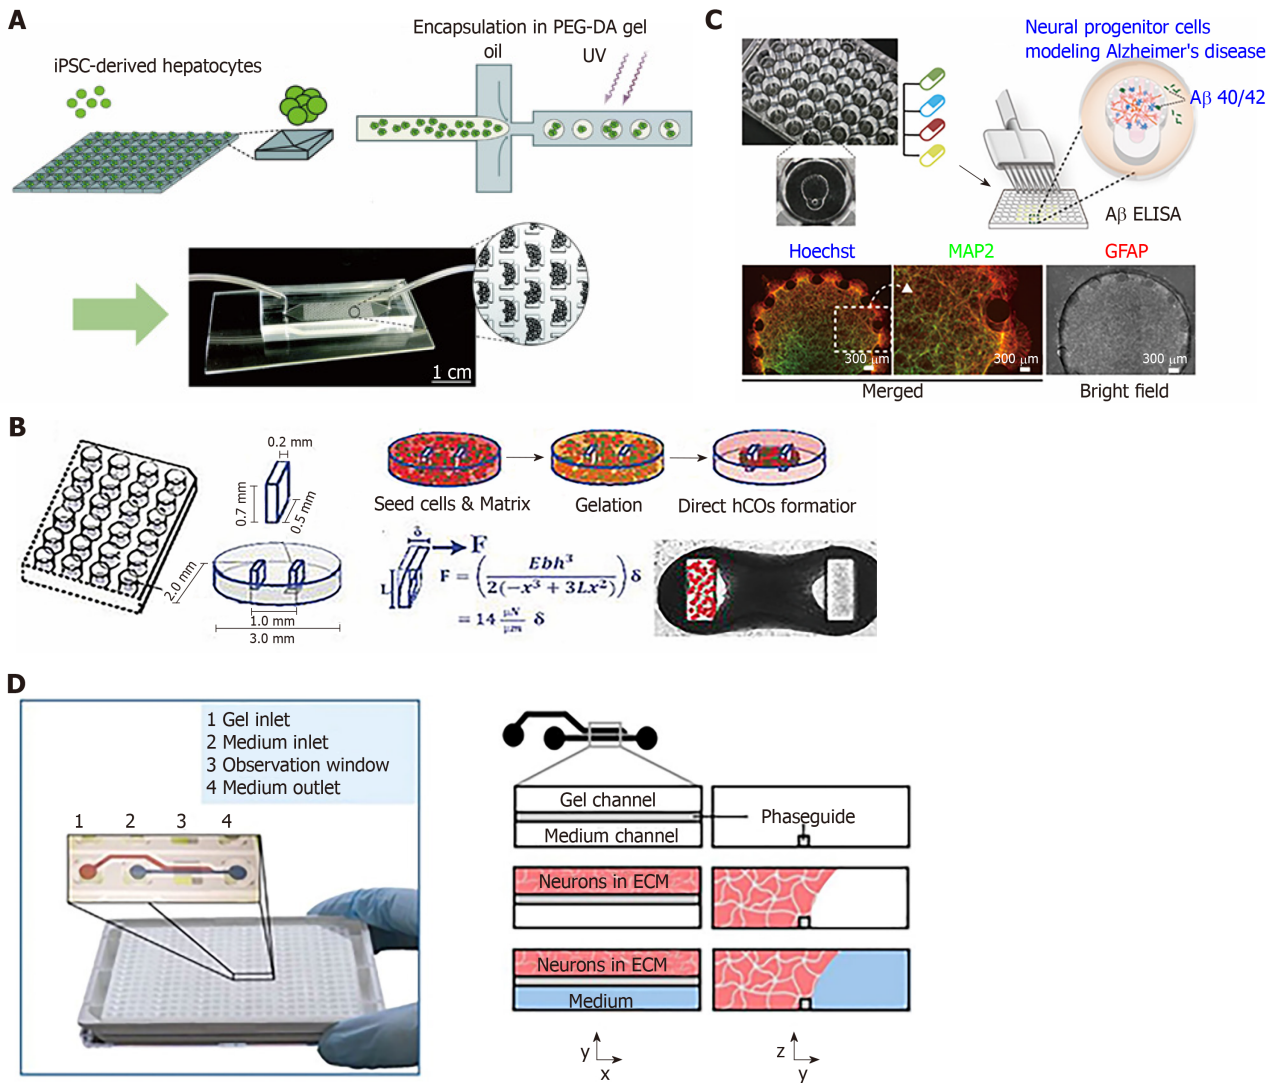 A
Encapsulation in PEG-DA gel
oil
UV
iPSC-derived hepatocytes
1 cm
C
Neural progenitor cells
modeling Alzheimer's disease
Aβ 40/42
Aβ ELISA
Hoechst
MAP2
GFAP
300 μm
300 μm
300 μm
Merged
Bright field
B
0.2 mm
0.7 mm
0.5 mm
2.0 mm
1.0 mm
3.0 mm
Seed cells & Matrix
Gelation
Direct hCOs formatior
δ
F
L
F = (Ebh³ / 2(−x³ + 3Lx²)) δ
= 14 μN/μm δ
D
1 Gel inlet
2 Medium inlet
3 Observation window
4 Medium outlet
1 2 3 4
Gel channel
Medium channel
Phaseguide
Neurons in ECM
Neurons in ECM
Medium
y
x
z
y